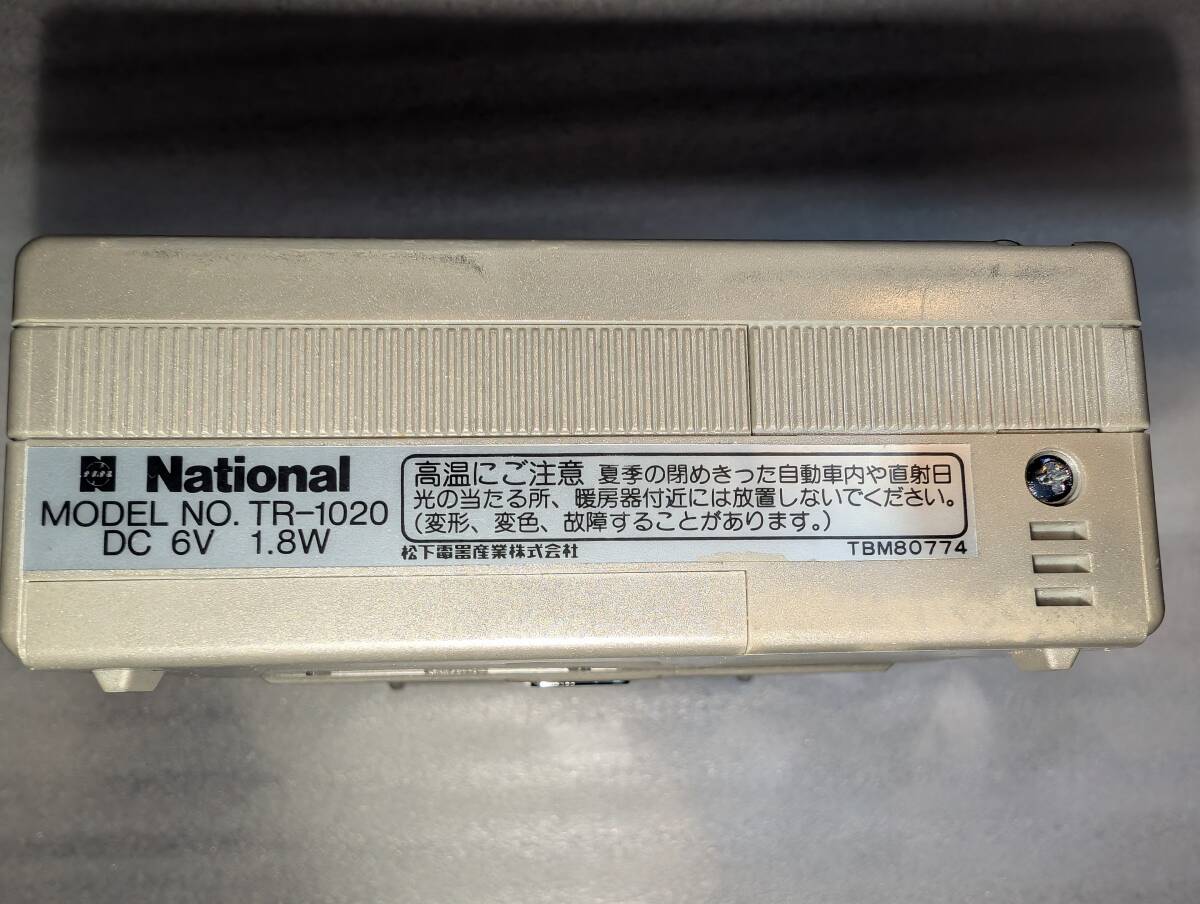 National
MODEL NO. TR-1020
DC 6V 1.8W
高温にご注意 夏季の閉めきった自動車内や直射日
光の当たる所、暖房器付近には放置しないでください。
(変形、変色、故障することがあります。)
松下電器産業株式会社
TBM80774